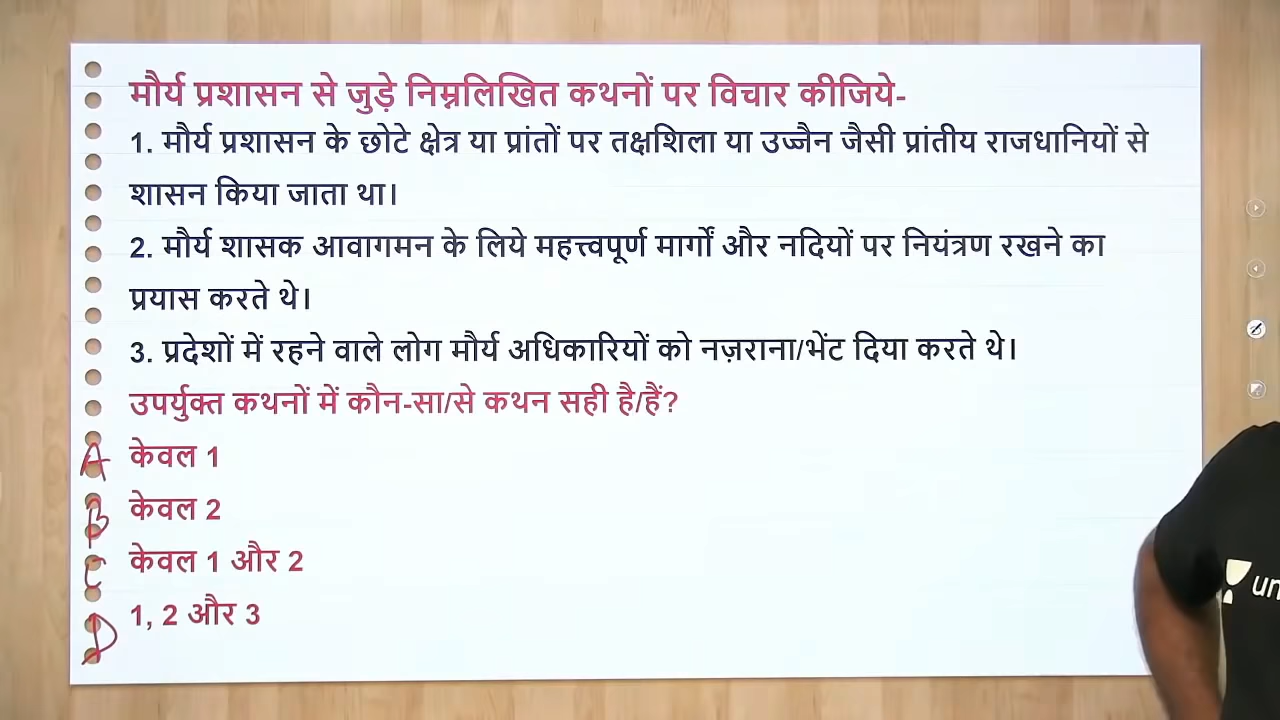 मौर्य प्रशासन से जुड़े निम्नलिखित कथनों पर विचार कीजिये-
1. मौर्य प्रशासन के छोटे क्षेत्र या प्रांतों पर तक्षशिला या उज्जैन जैसी प्रांतीय राजधानियों से
शासन किया जाता था।
2. मौर्य शासक आवागमन के लिये महत्त्वपूर्ण मार्गों और नदियों पर नियंत्रण रखने का
प्रयास करते थे।
3. प्रदेशों में रहने वाले लोग मौर्य अधिकारियों को नज़राना/भेंट दिया करते थे।
उपर्युक्त कथनों में कौन-सा/से कथन सही है/हैं?
A केवल 1
B केवल 2
C केवल 1 और 2
D 1, 2 और 3
un